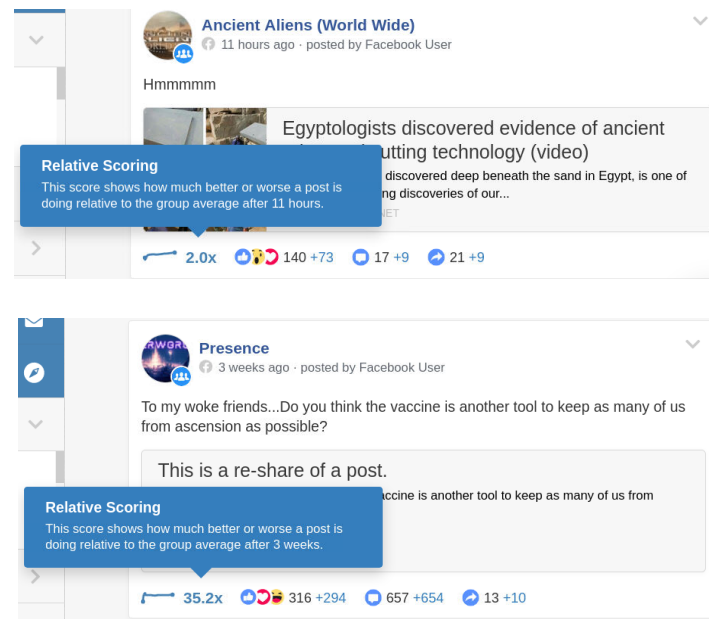 Ancient Aliens (World Wide)
11 hours ago · posted by Facebook User
Hmmmmm
Egyptologists discovered evidence of ancient
utting technology (video)
Relative Scoring
This score shows how much better or worse a post is
doing relative to the group average after 11 hours.
discovered deep beneath the sand in Egypt, is one of
ng discoveries of our...
NET
2.0x 140 +73 17 +9 21 +9
Presence
3 weeks ago · posted by Facebook User
To my woke friends...Do you think the vaccine is another tool to keep as many of us
from ascension as possible?
This is a re-share of a post.
accine is another tool to keep as many of us from
Relative Scoring
This score shows how much better or worse a post is
doing relative to the group average after 3 weeks.
35.2x 316 +294 657 +654 13 +10